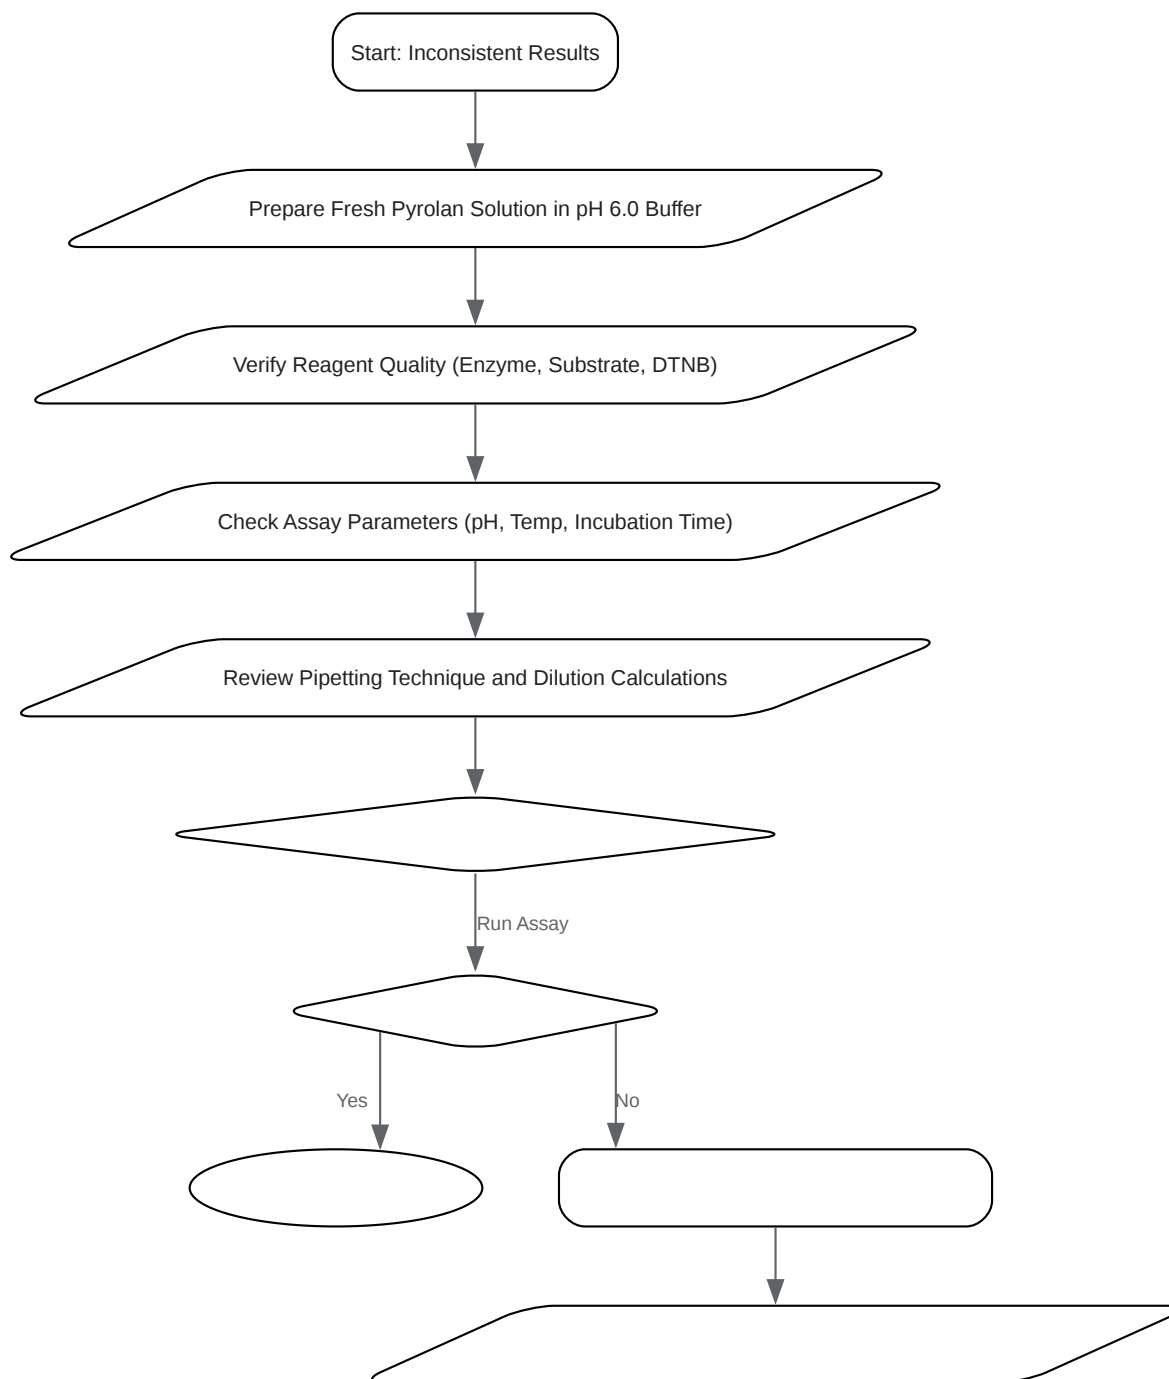 Start: Inconsistent Results
Prepare Fresh Pyrolan Solution in pH 6.0 Buffer
Verify Reagent Quality (Enzyme, Substrate, DTNB)
Check Assay Parameters (pH, Temp, Incubation Time)
Review Pipetting Technique and Dilution Calculations
Run Assay
Yes
No